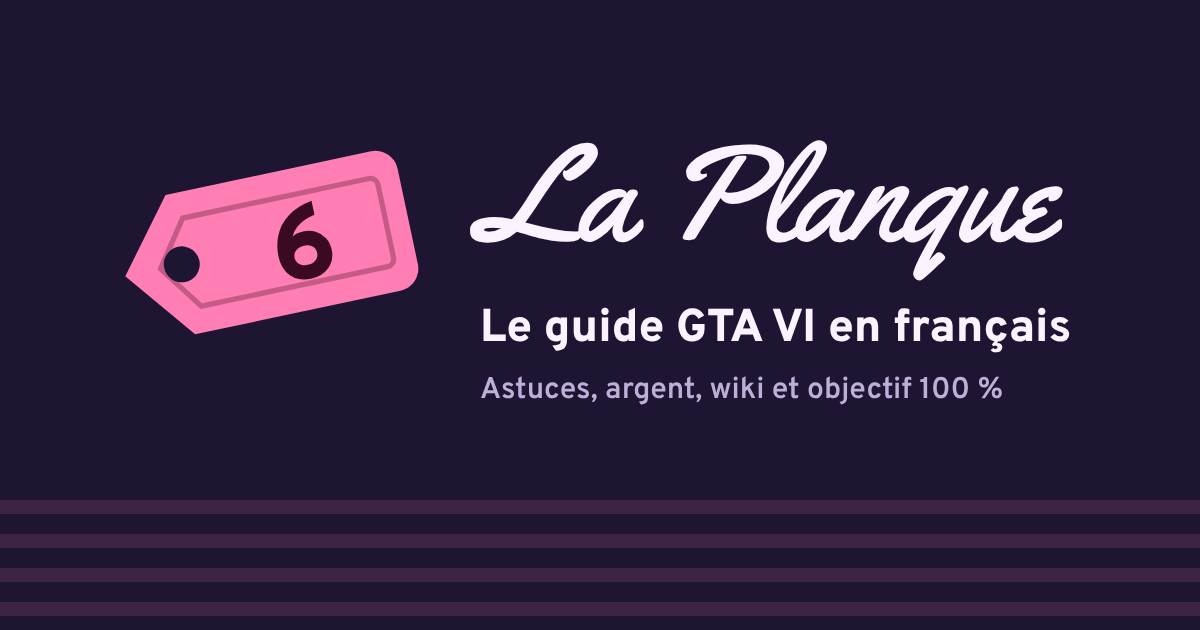 6
La Planque
Le guide GTA VI en français
Astuces, argent, wiki et objectif 100 %